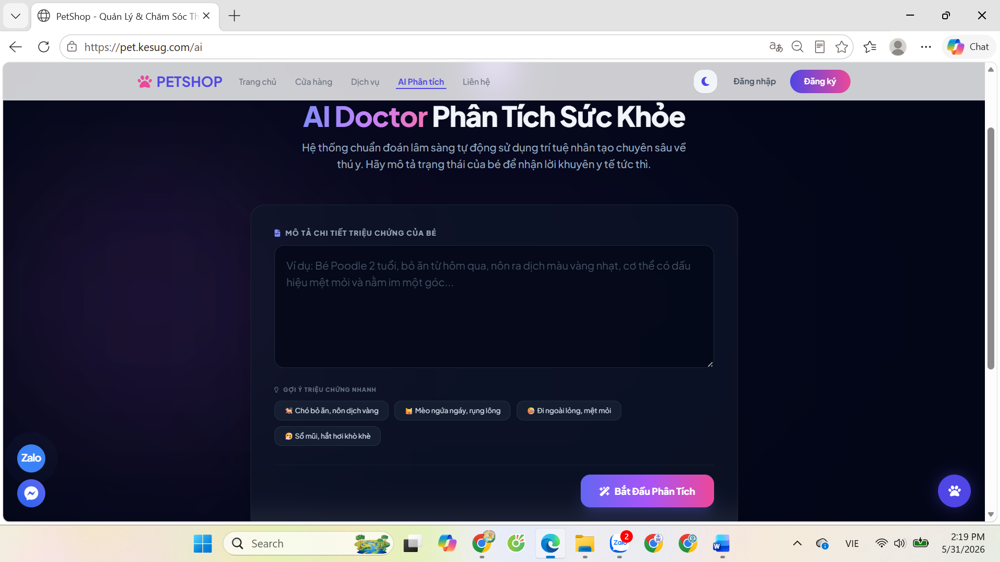 PetShop - Quản Lý & Chăm Sóc Th
https://pet.kesug.com/ai
Chat
PETSHOP
Trang chủ
Cửa hàng
Dịch vụ
AI Phân tích
Liên hệ
Đăng nhập
Đăng ký
AI Doctor Phân Tích Sức Khỏe
Hệ thống chuẩn đoán lâm sàng tự động sử dụng trí tuệ nhân tạo chuyên sâu về
thú y. Hãy mô tả trạng thái của bé để nhận lời khuyên y tế tức thì.
MÔ TẢ CHI TIẾT TRIỆU CHỨNG CỦA BÉ
Ví dụ: Bé Poodle 2 tuổi, bỏ ăn từ hôm qua, nôn ra dịch màu vàng nhạt, cơ thể có dấu
hiệu mệt mỏi và nằm im một góc...
GỢI Ý TRIỆU CHỨNG NHANH
Chó bỏ ăn, nôn dịch vàng
Mèo ngứa ngáy, rụng lông
Đi ngoài lỏng, mệt mỏi
Sổ mũi, hắt hơi khò khè
Zalo
Bắt Đầu Phân Tích
Search
Zalo
2
W
VIE
2:19 PM
5/31/2026